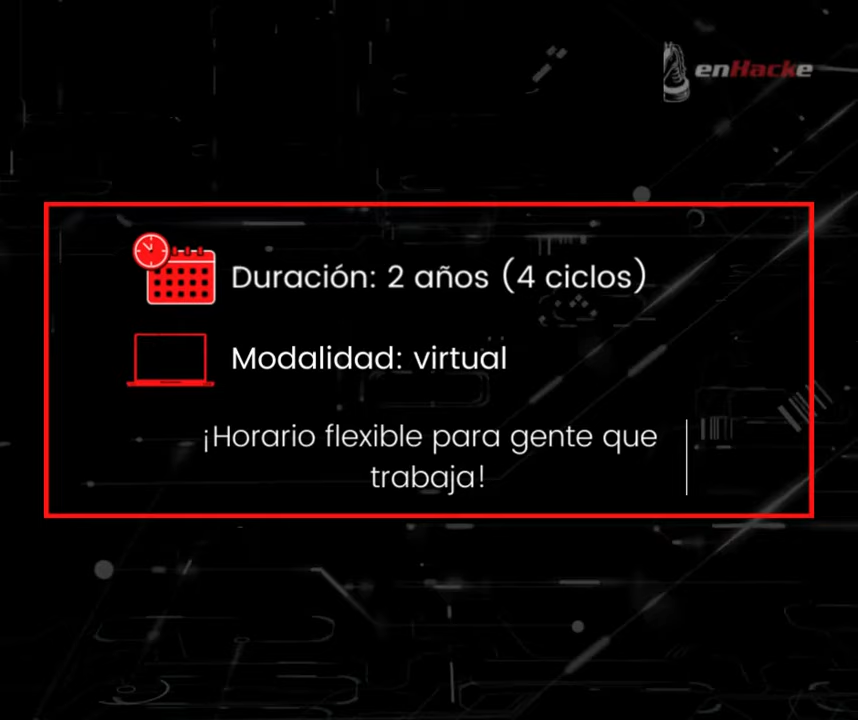 enHacke
Duración: 2 años (4 ciclos)
Modalidad: virtual
¡Horario flexible para gente que
trabaja!